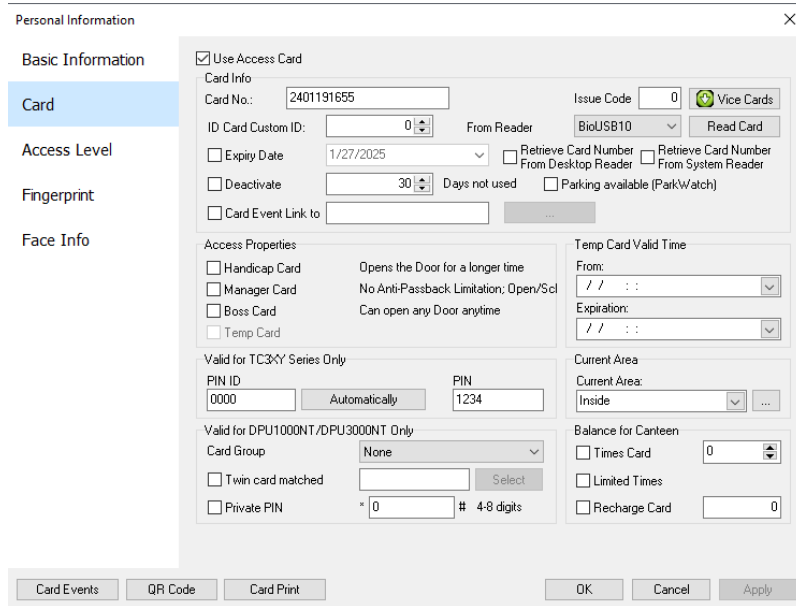 Personal Information
Basic Information
Card
Access Level
Fingerprint
Face Info
Use Access Card
Card Info
Card No.: 2401191655 Issue Code 0 Vice Cards
ID Card Custom ID: 0 From Reader BioUSB10 Read Card
Expiry Date 1/27/2025 Retrieve Card Number From Desktop Reader Retrieve Card Number From System Reader
Deactivate 30 Days not used Parking available (ParkWatch)
Card Event Link to ...
Access Properties
Handicap Card Opens the Door for a longer time
Manager Card No Anti-Passback Limitation; Open/Scl
Boss Card Can open any Door anytime
Temp Card
Temp Card Valid Time
From:
/ / : :
Expiration:
/ / : :
Valid for TC3XY Series Only
PIN ID PIN
0000 Automatically 1234
Current Area
Current Area:
Inside ...
Valid for DPU1000NT/DPU3000NT Only
Card Group None
Twin card matched Select
Private PIN * 0 # 4-8 digits
Balance for Canteen
Times Card 0
Limited Times
Recharge Card 0
Card Events QR Code Card Print OK Cancel Apply